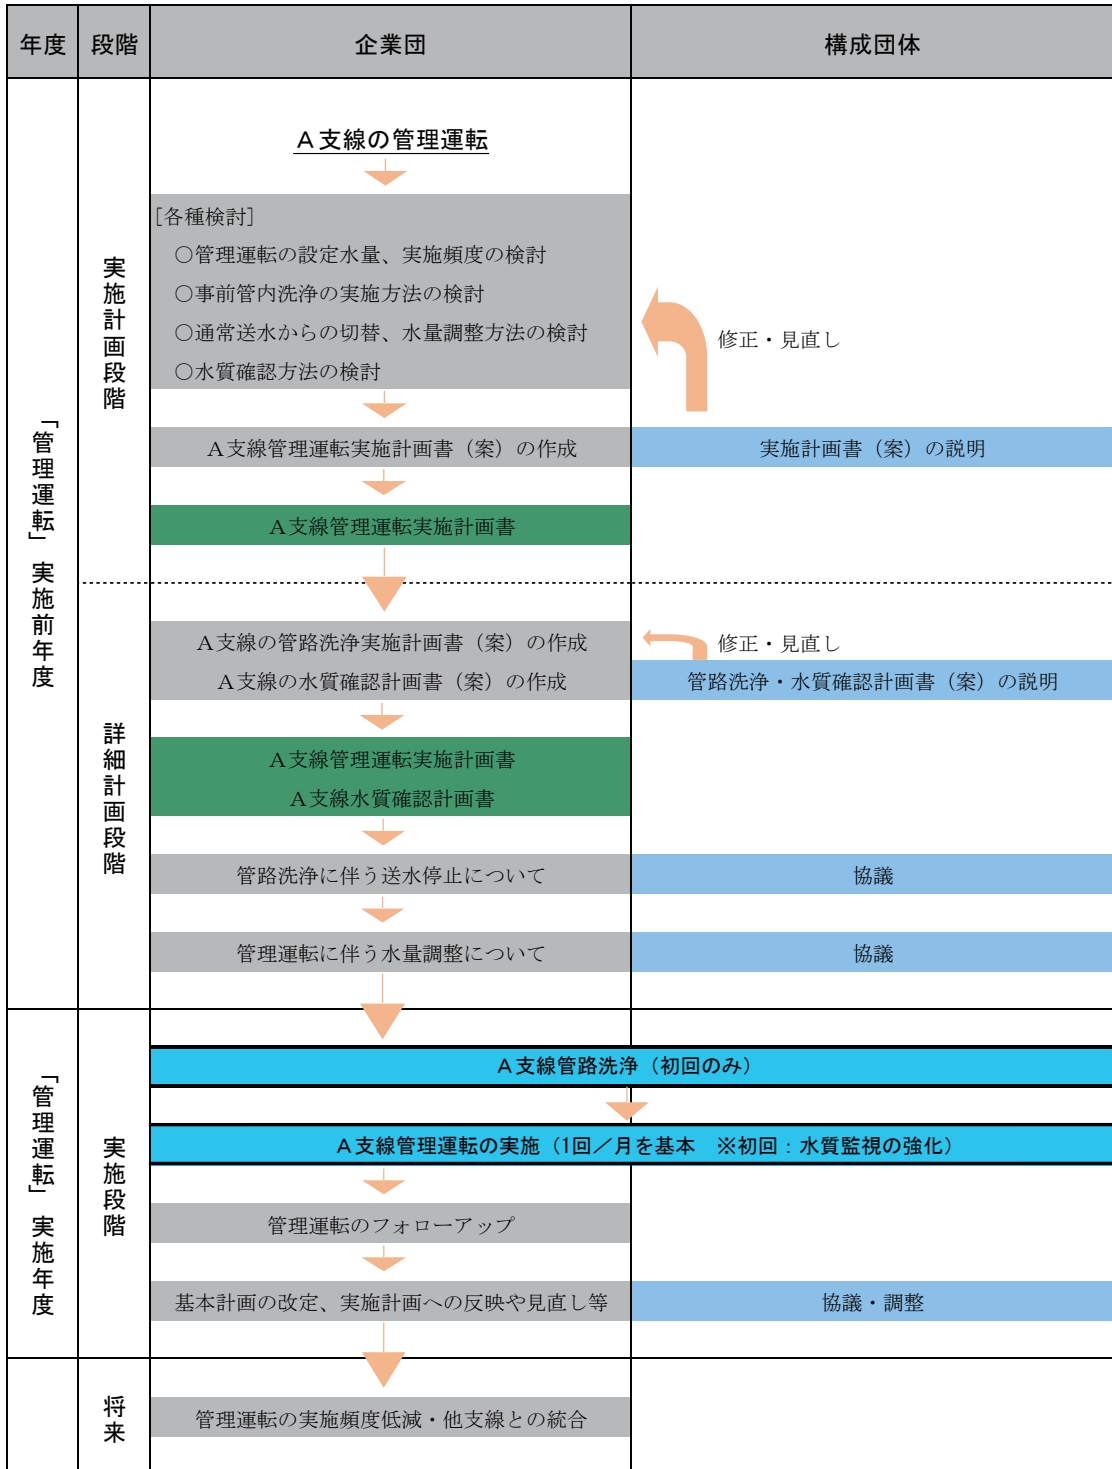 年度
段階
企業団
構成団体
「管理運転」実施前年度
実施計画段階
A支線の管理運転
[各種検討]
○管理運転の設定水量、実施頻度の検討
○事前管内洗浄の実施方法の検討
○通常送水からの切替、水量調整方法の検討
○水質確認方法の検討
修正・見直し
A支線管理運転実施計画書（案）の作成
実施計画書（案）の説明
A支線管理運転実施計画書
詳細計画段階
A支線の管路洗浄実施計画書（案）の作成
修正・見直し
A支線の水質確認計画書（案）の作成
管路洗浄・水質確認計画書（案）の説明
A支線管理運転実施計画書
A支線水質確認計画書
管路洗浄に伴う送水停止について
協議
管理運転に伴う水量調整について
協議
「管理運転」実施年度
実施段階
A支線管路洗浄（初回のみ）
A支線管理運転の実施（1回／月を基本　※初回：水質監視の強化）
管理運転のフォローアップ
基本計画の改定、実施計画への反映や見直し等
協議・調整
将来
管理運転の実施頻度低減・他支線との統合